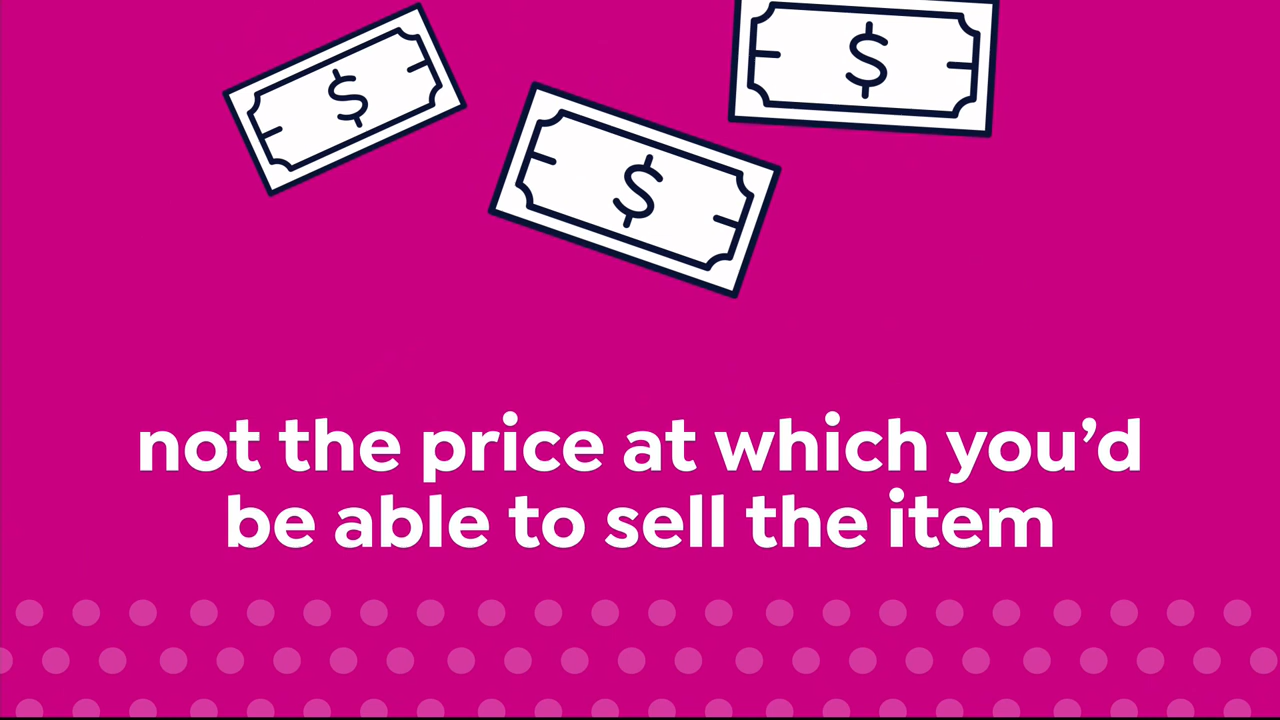 $
$
$
not the price at which you’d
be able to sell the item